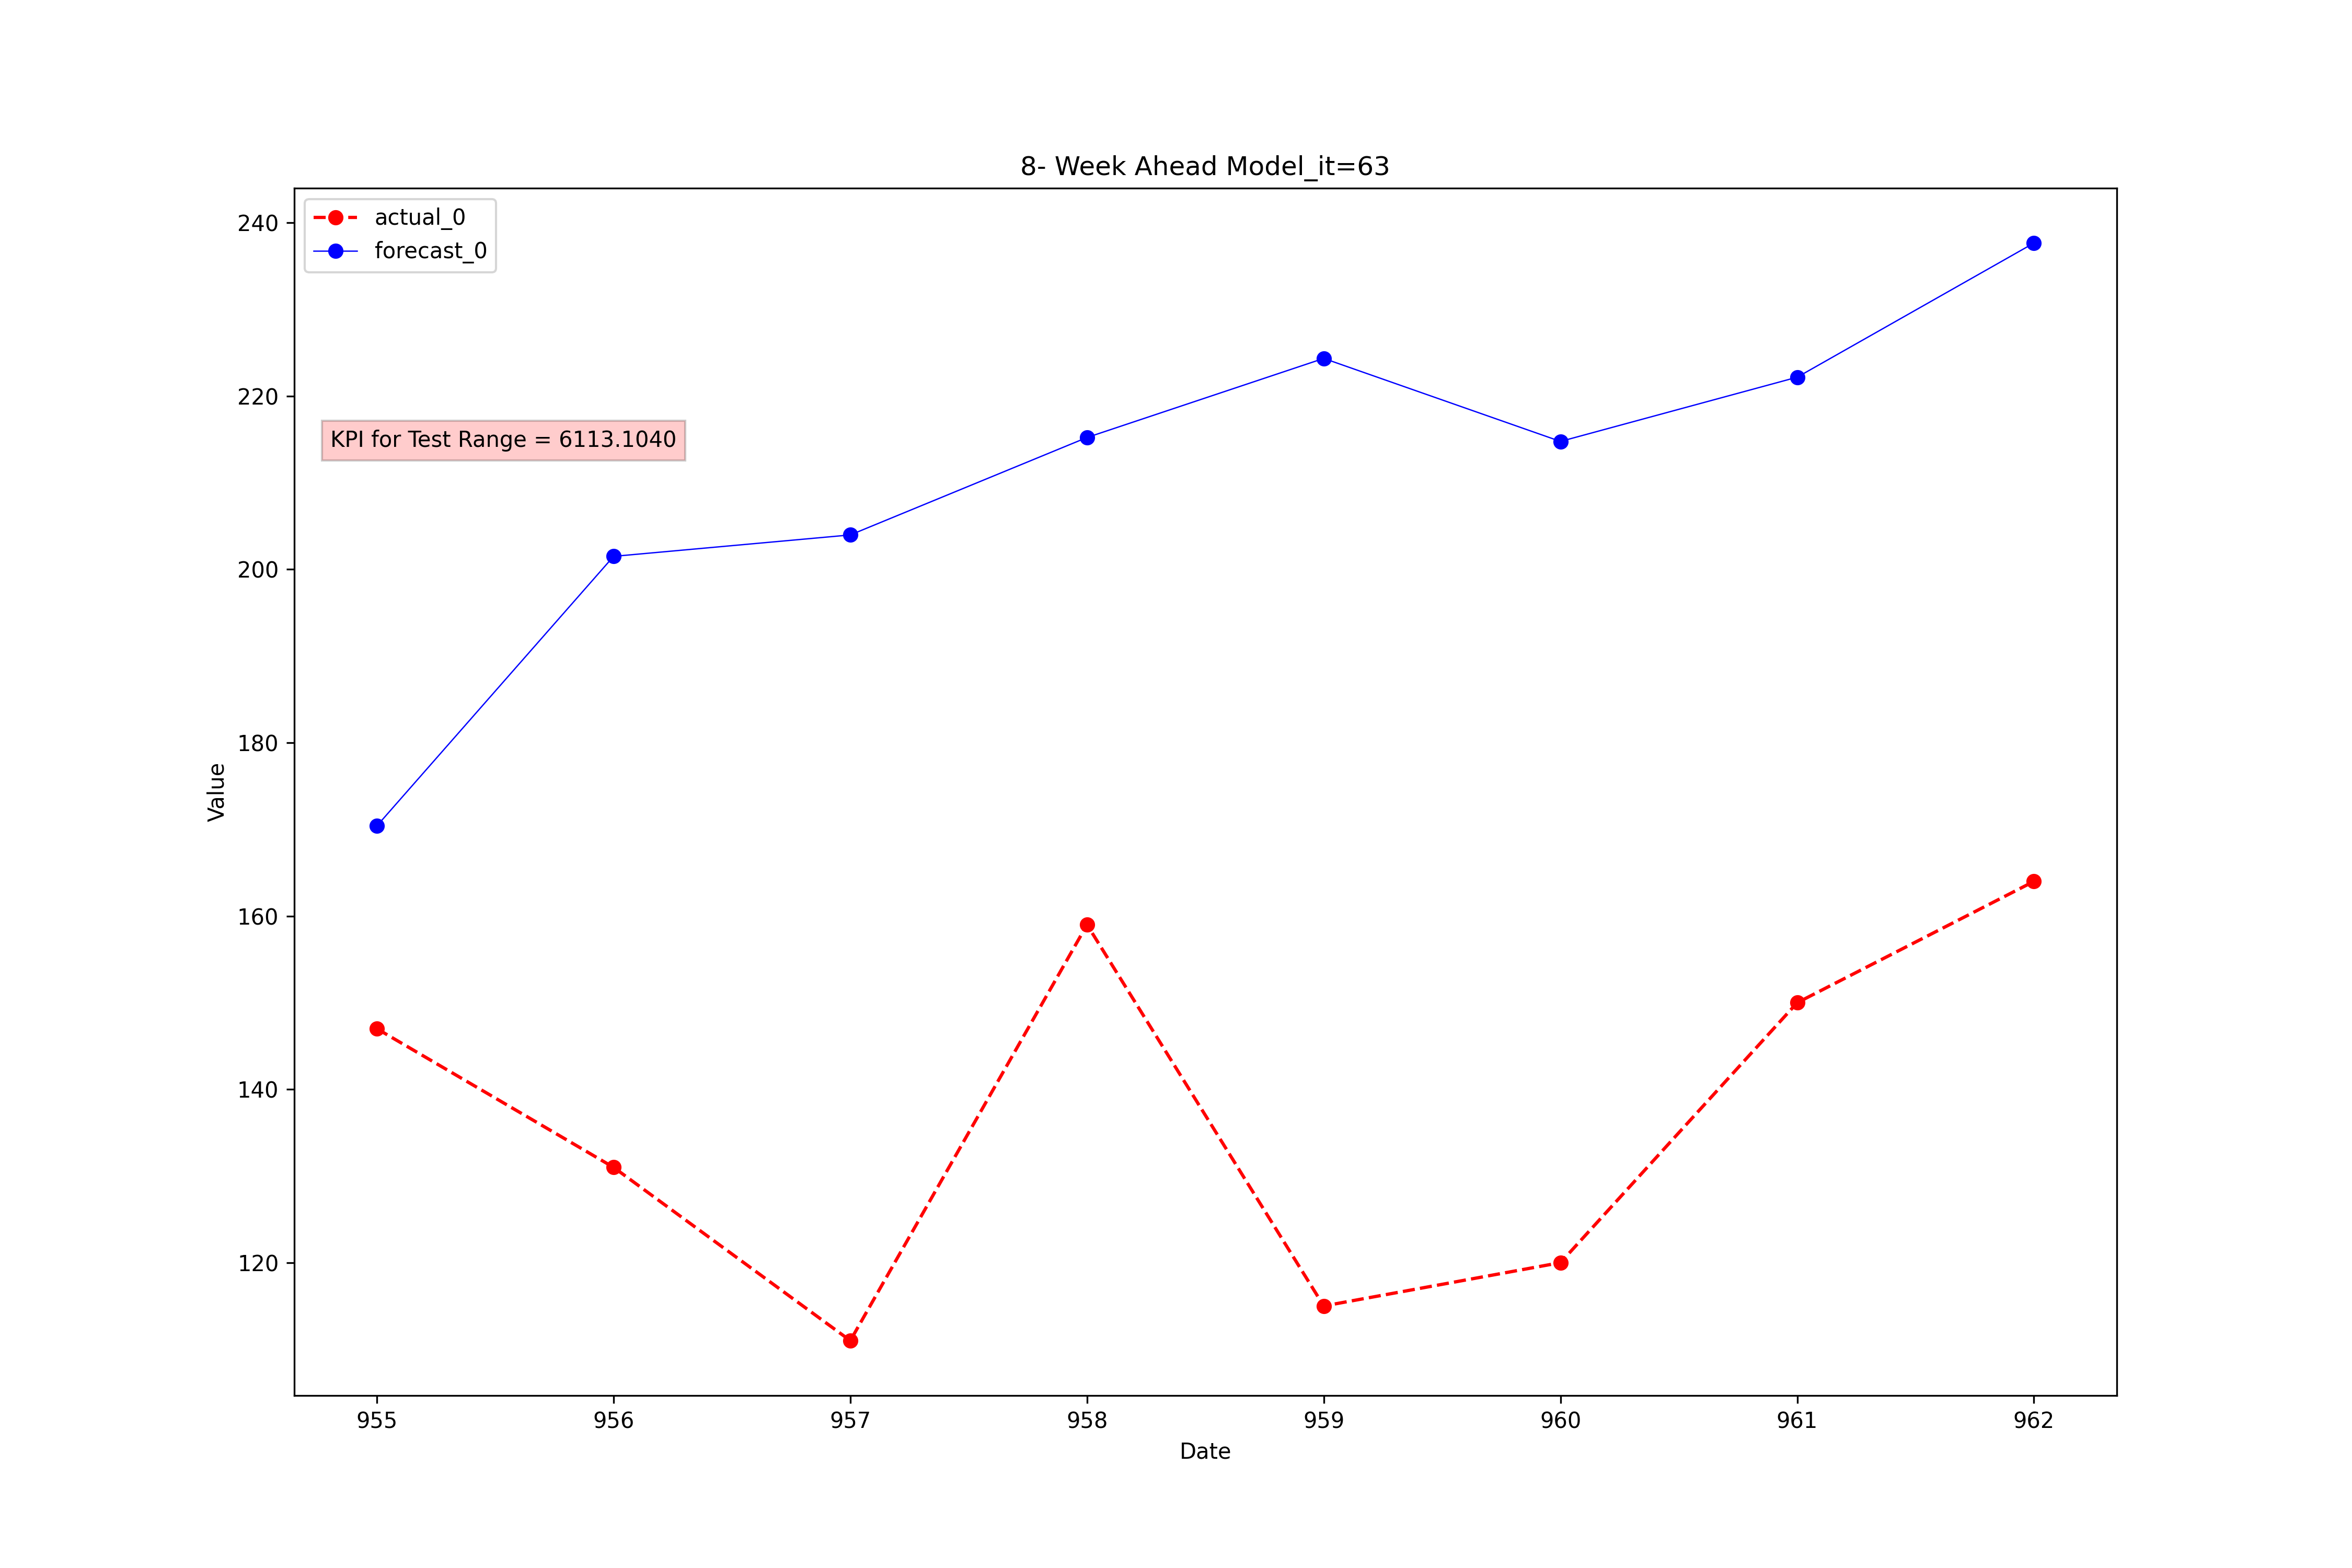 8- Week Ahead Model_it=63
actual_0
forecast_0
KPI for Test Range = 6113.1040
240
220
200
180
160
140
120
Value
955 956 957 958 959 960 961 962
Date